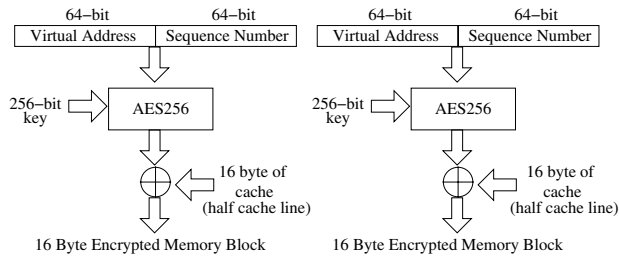 64-bit 64-bit 64-bit 64-bit
Virtual Address Sequence Number Virtual Address Sequence Number
256-bit
key
AES256
256-bit
key
AES256
16 byte of
cache
(half cache line)
16 byte of
cache
(half cache line)
16 Byte Encrypted Memory Block 16 Byte Encrypted Memory Block